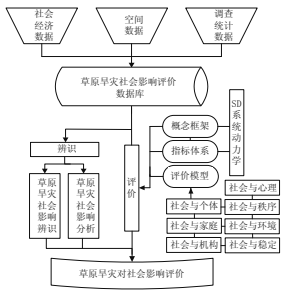 社会
经济
数据
空间
数据
调查
统计
数据
草原旱灾社会影响评价
数据库
SD系统动力学
概念框架
指标体系
评价模型
辨识
草原旱灾社会影响辨识
草原旱灾社会影响分析
评价
社会与心理
社会与个体
社会与秩序
社会与家庭
社会与环境
社会与机构
社会与稳定
草原旱灾对社会影响评价